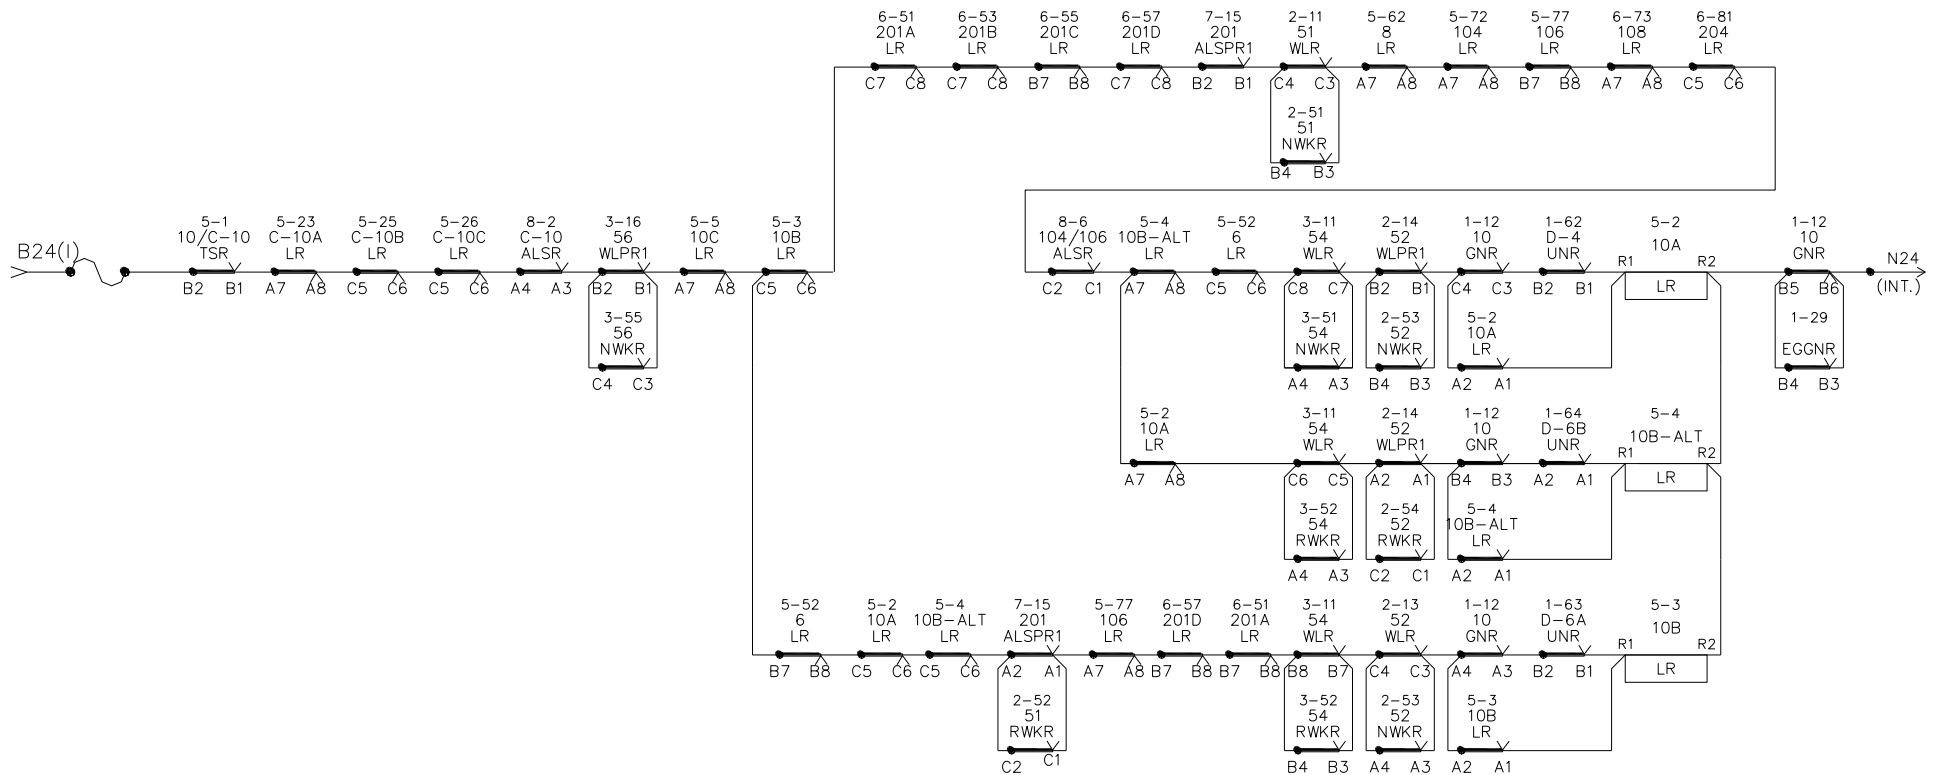 6-51 6-53 6-55 6-57 7-15 2-11 5-62 5-72 5-77 6-73 6-81
201A 201B 201C 201D 201 51 8 104 106 108 204
LR LR LR LR ALSPR1 WLR LR LR LR LR LR
C7 C8 C7 C8 B7 B8 C7 C8 B2 B1 C4 C3 A7 A8 A7 A8 B7 B8 A7 A8 C5 C6
2-51
51
NWKR
B4 B3
5-1 5-23 5-25 5-26 8-2 3-16 5-5 5-3 8-6 5-4 5-52 3-11 2-14 1-12 1-62 5-2 1-12
10/C-10 C-10A C-10B C-10C C-10 56 10C 10B 104/106 10B-ALT 6 54 52 10 D-4 10A 10
B24(I) TSR LR LR LR ALSR WLPR1 LR LR ALSR LR LR WLR WLPR1 GNR UNR R1 R2 GNR N24
B2 B1 A7 A8 C5 C6 C5 C6 A4 A3 B2 B1 A7 A8 C5 C6 C2 C1 A7 A8 C5 C6 C8 C7 B2 B1 C4 C3 B2 B1 LR B5 B6 (INT.)
3-55 3-51 2-53 5-2 1-29
56 54 52 10A
NWKR NWKR NWKR LR EGGNR
C4 C3 A4 A3 B4 B3 A2 A1 B4 B3
5-2 3-11 2-14 1-12 1-64 5-4
10A 54 52 10 D-6B 10B-ALT
LR WLR WLPR1 GNR UNR R1 R2
A7 A8 C6 C5 A2 A1 B4 B3 A2 A1 LR
3-52 2-54 5-4
54 52 10B-ALT
RWKR RWKR LR
A4 A3 C2 C1 A2 A1
5-52 5-2 5-4 7-15 5-77 6-57 6-51 3-11 2-13 1-12 1-63 5-3
6 10A 10B-ALT 201 106 201D 201A 54 52 10 D-6A 10B
LR LR LR ALSPR1 LR LR LR WLR WLR GNR UNR R1 R2
B7 B8 C5 C6 C5 C6 A2 A1 A7 A8 B7 B8 B7 B8 B8 B7 C4 C3 A4 A3 B2 B1 LR
2-52 3-52 2-53 5-3
51 54 52 10B
RWKR RWKR NWKR LR
C2 C1 B4 B3 A4 A3 A2 A1